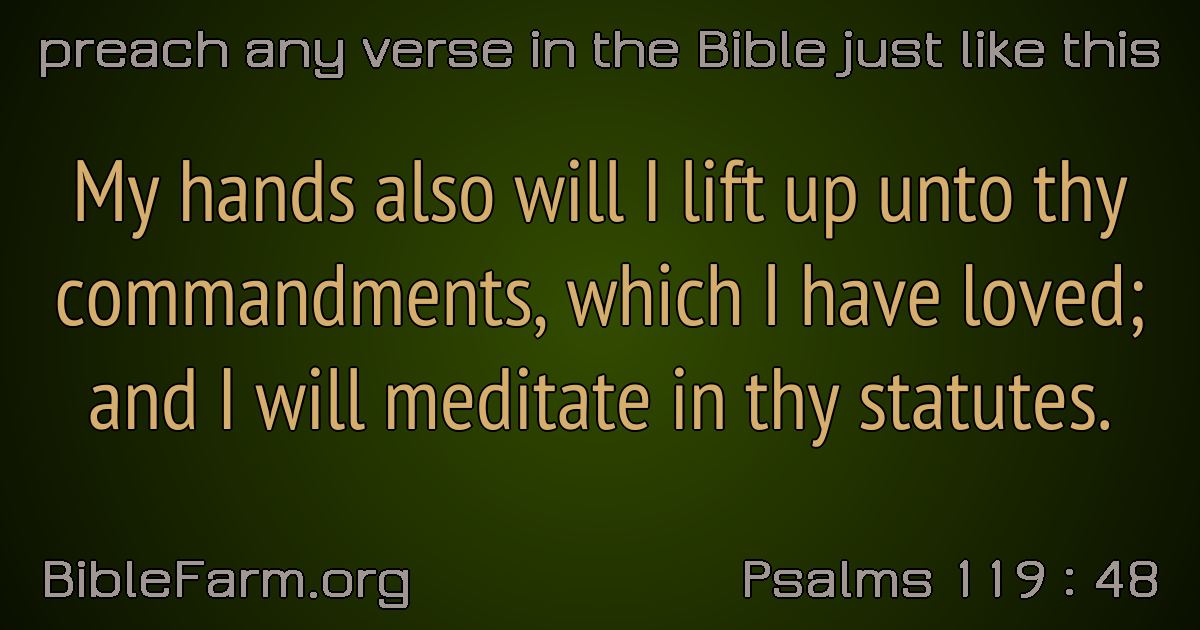 preach any verse in the Bible just like this
My hands also will I lift up unto thy
commandments, which I have loved;
and I will meditate in thy statutes.
BibleFarm.org
Psalms 119 : 48